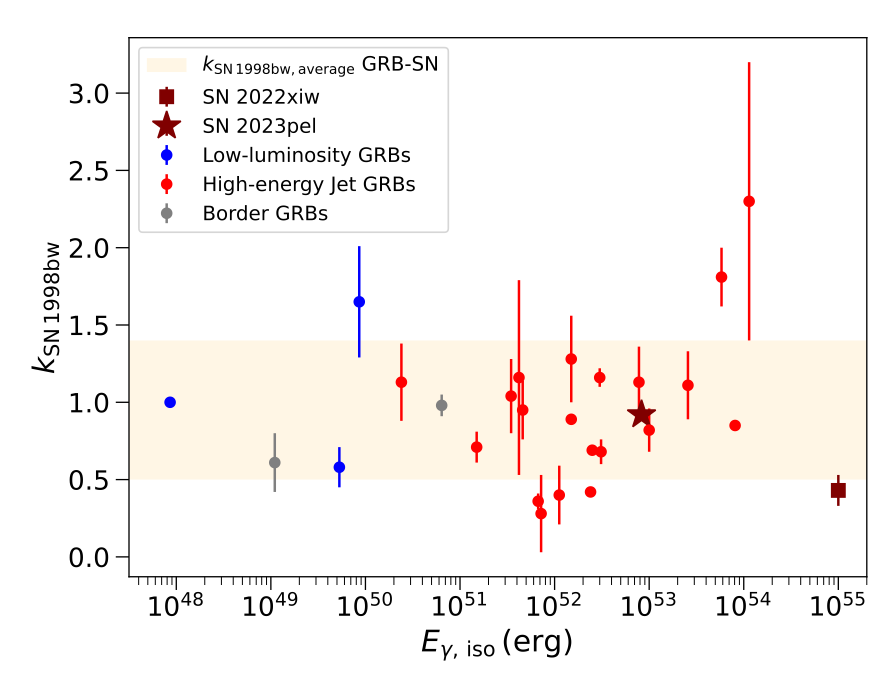 k_SN 1998bw, average GRB-SN
SN 2022xiw
SN 2023pel
Low-luminosity GRBs
High-energy Jet GRBs
Border GRBs
k_SN 1998bw
3.0
2.5
2.0
1.5
1.0
0.5
0.0
10^48 10^49 10^50 10^51 10^52 10^53 10^54 10^55
E_γ, iso (erg)